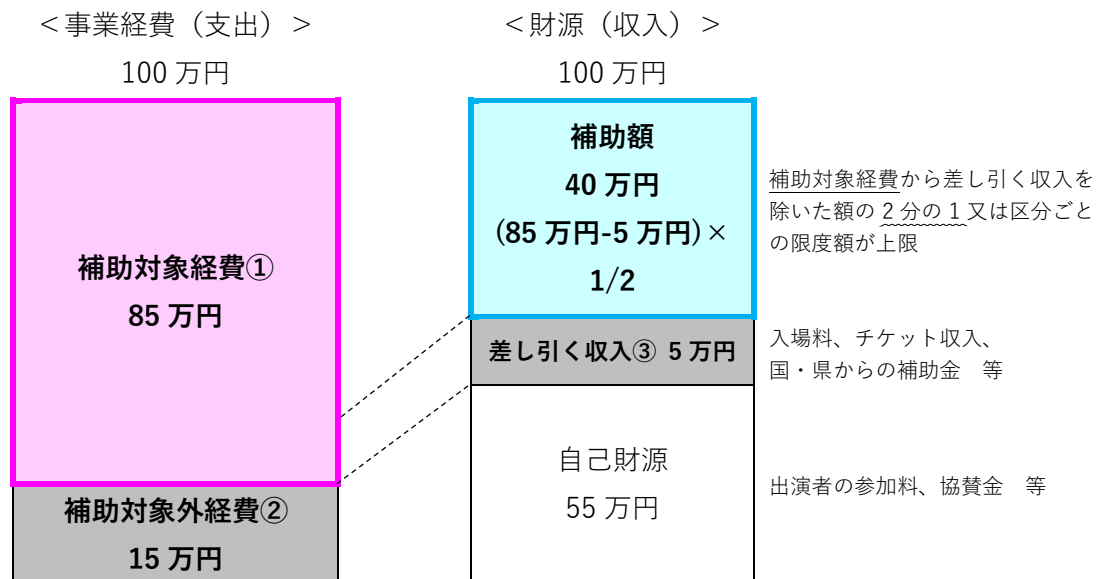 ＜事業経費（支出）＞
100 万円
補助対象経費①
85 万円
補助対象外経費②
15 万円
＜財源（収入）＞
100 万円
補助額
40 万円
(85 万円-5 万円)×
1/2
差し引く収入③ 5 万円
自己財源
55 万円
補助対象経費から差し引く収入を
除いた額の 2 分の 1 又は区分ごと
の限度額が上限
入場料、チケット収入、
国・県からの補助金　等
出演者の参加料、協賛金　等